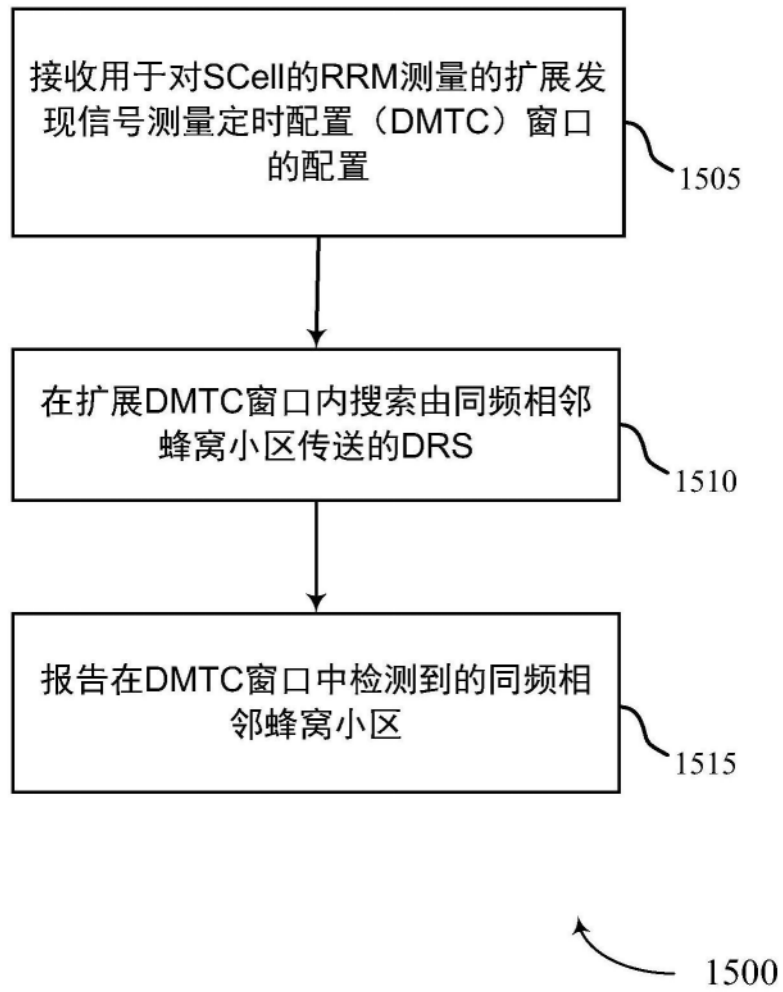 接收用于对SCell的RRM测量的扩展发
现信号测量定时配置（DMTC）窗口
的配置
1505
在扩展DMTC窗口内搜索由同频相邻
蜂窝小区传送的DRS
1510
报告在DMTC窗口中检测到的同频相
邻蜂窝小区
1515
1500